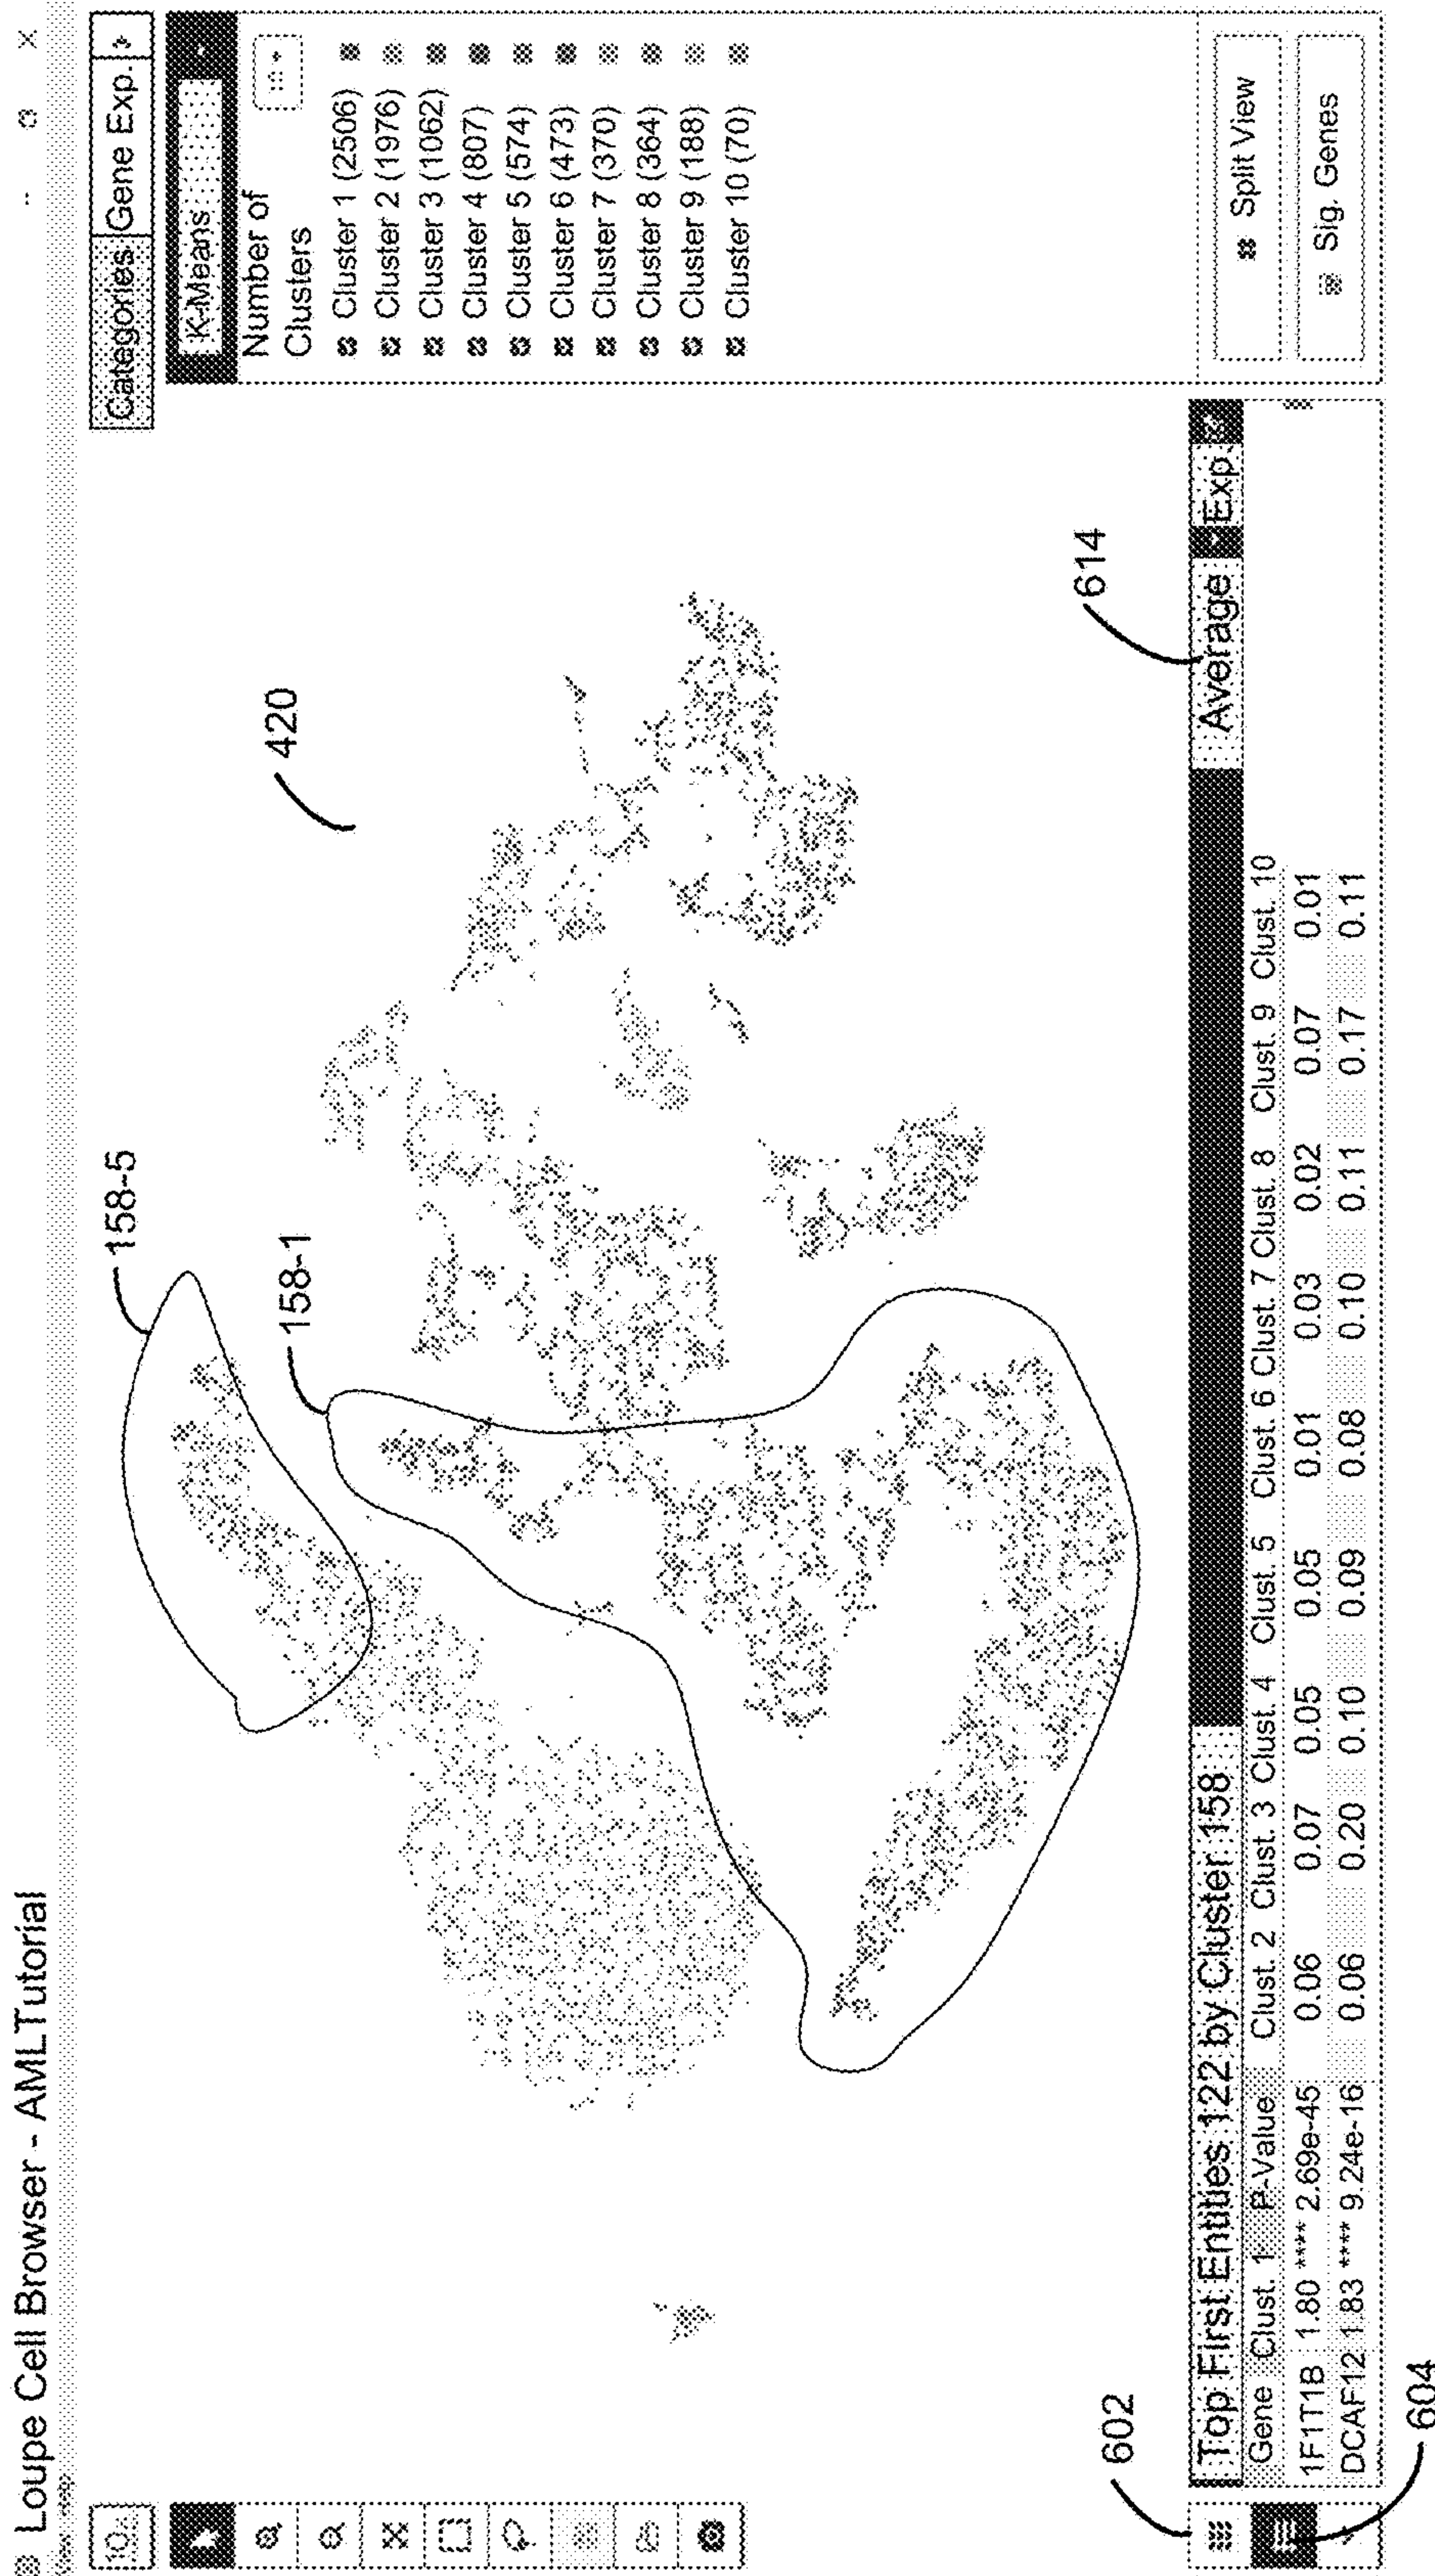 Loupe Cell Browser - AMLTutorial
Categories Gene Exp.
K-Means
Number of
Clusters
Cluster 1 (2506)
Cluster 2 (1976)
Cluster 3 (1062)
Cluster 4 (807)
Cluster 5 (574)
Cluster 6 (473)
Cluster 7 (370)
Cluster 8 (364)
Cluster 9 (188)
Cluster 10 (70)
Split View
Sig. Genes
158-5
158-1
420
614
602
604
Top First Entities 122 by Cluster 158 Average Exp.
Gene Clust. 1 P-Value Clust. 2 Clust. 3 Clust. 4 Clust. 5 Clust 6 Clust. 7 Clust. 8 Clust. 9 Clust. 10
1F1T1B 1.80 **** 2.69e-45 0.06 0.07 0.05 0.05 0.01 0.03 0.02 0.07 0.01
DCAF12 1.83 **** 9.24e-16 0.06 0.20 0.10 0.09 0.08 0.10 0.11 0.17 0.11